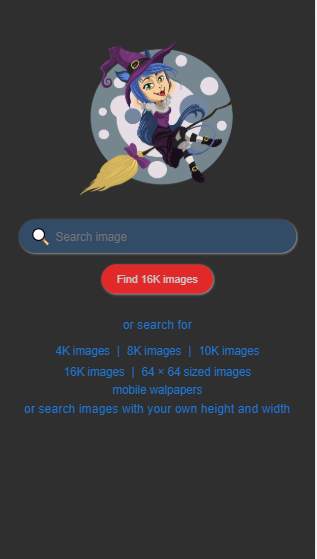 Search image
Find 16K images
or search for
4K images | 8K images | 10K images
16K images | 64 × 64 sized images
mobile walpapers
or search images with your own height and width